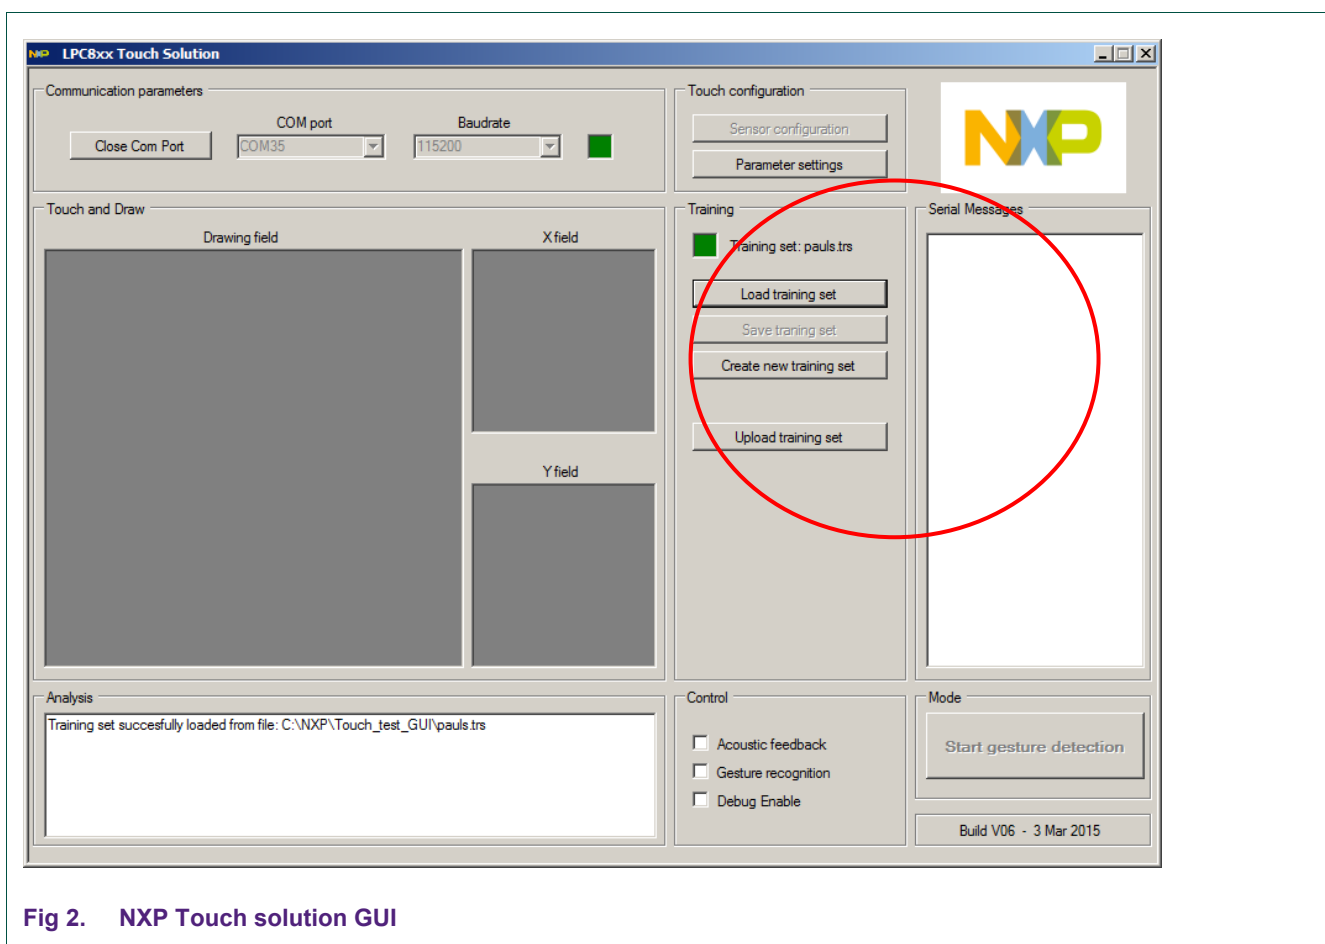 NXP LPC8xx Touch Solution
Communication parameters
COM port
Baudrate
Close Com Port
COM35
115200
Touch configuration
Sensor configuration
Parameter settings
NXP
Touch and Draw
Drawing field
X field
Y field
Training
Training set: pauls.trs
Load training set
Save traning set
Create new training set
Upload training set
Serial Messages
Analysis
Training set succesfully loaded from file: C:\NXP\Touch_test_GUI\pauls.trs
Control
Acoustic feedback
Gesture recognition
Debug Enable
Mode
Start gesture detection
Build V06 - 3 Mar 2015
Fig 2. NXP Touch solution GUI